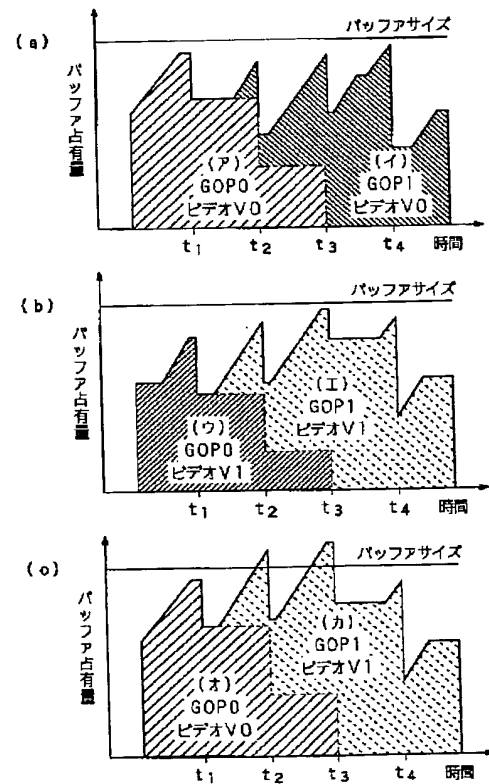 (a)
バッファサイズ
バッファ占有量
(ア)
GOP0
ビデオV0
(イ)
GOP1
ビデオV0
t1 t2 t3 t4 時間
(b)
バッファサイズ
バッファ占有量
(ウ)
GOP0
ビデオV1
(エ)
GOP1
ビデオV1
t1 t2 t3 t4 時間
(c)
バッファサイズ
バッファ占有量
(オ)
GOP0
ビデオV0
(カ)
GOP1
ビデオV1
t1 t2 t3 t4 時間